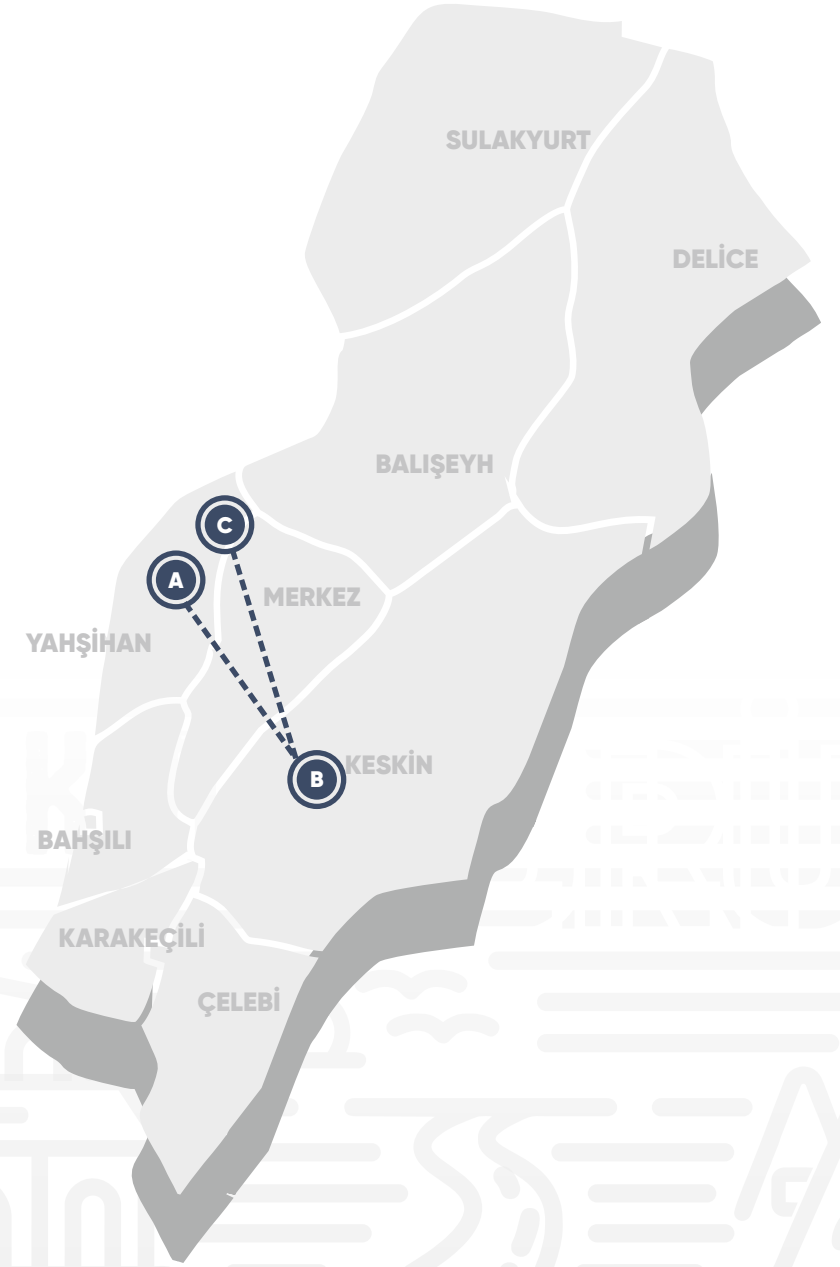 SULAKYURT
DELİCE
BALIŞEYH
C
A
MERKEZ
YAHŞİHAN
KESKİN
B
BAHŞILI
KARAKEÇİLİ
ÇELEBİ